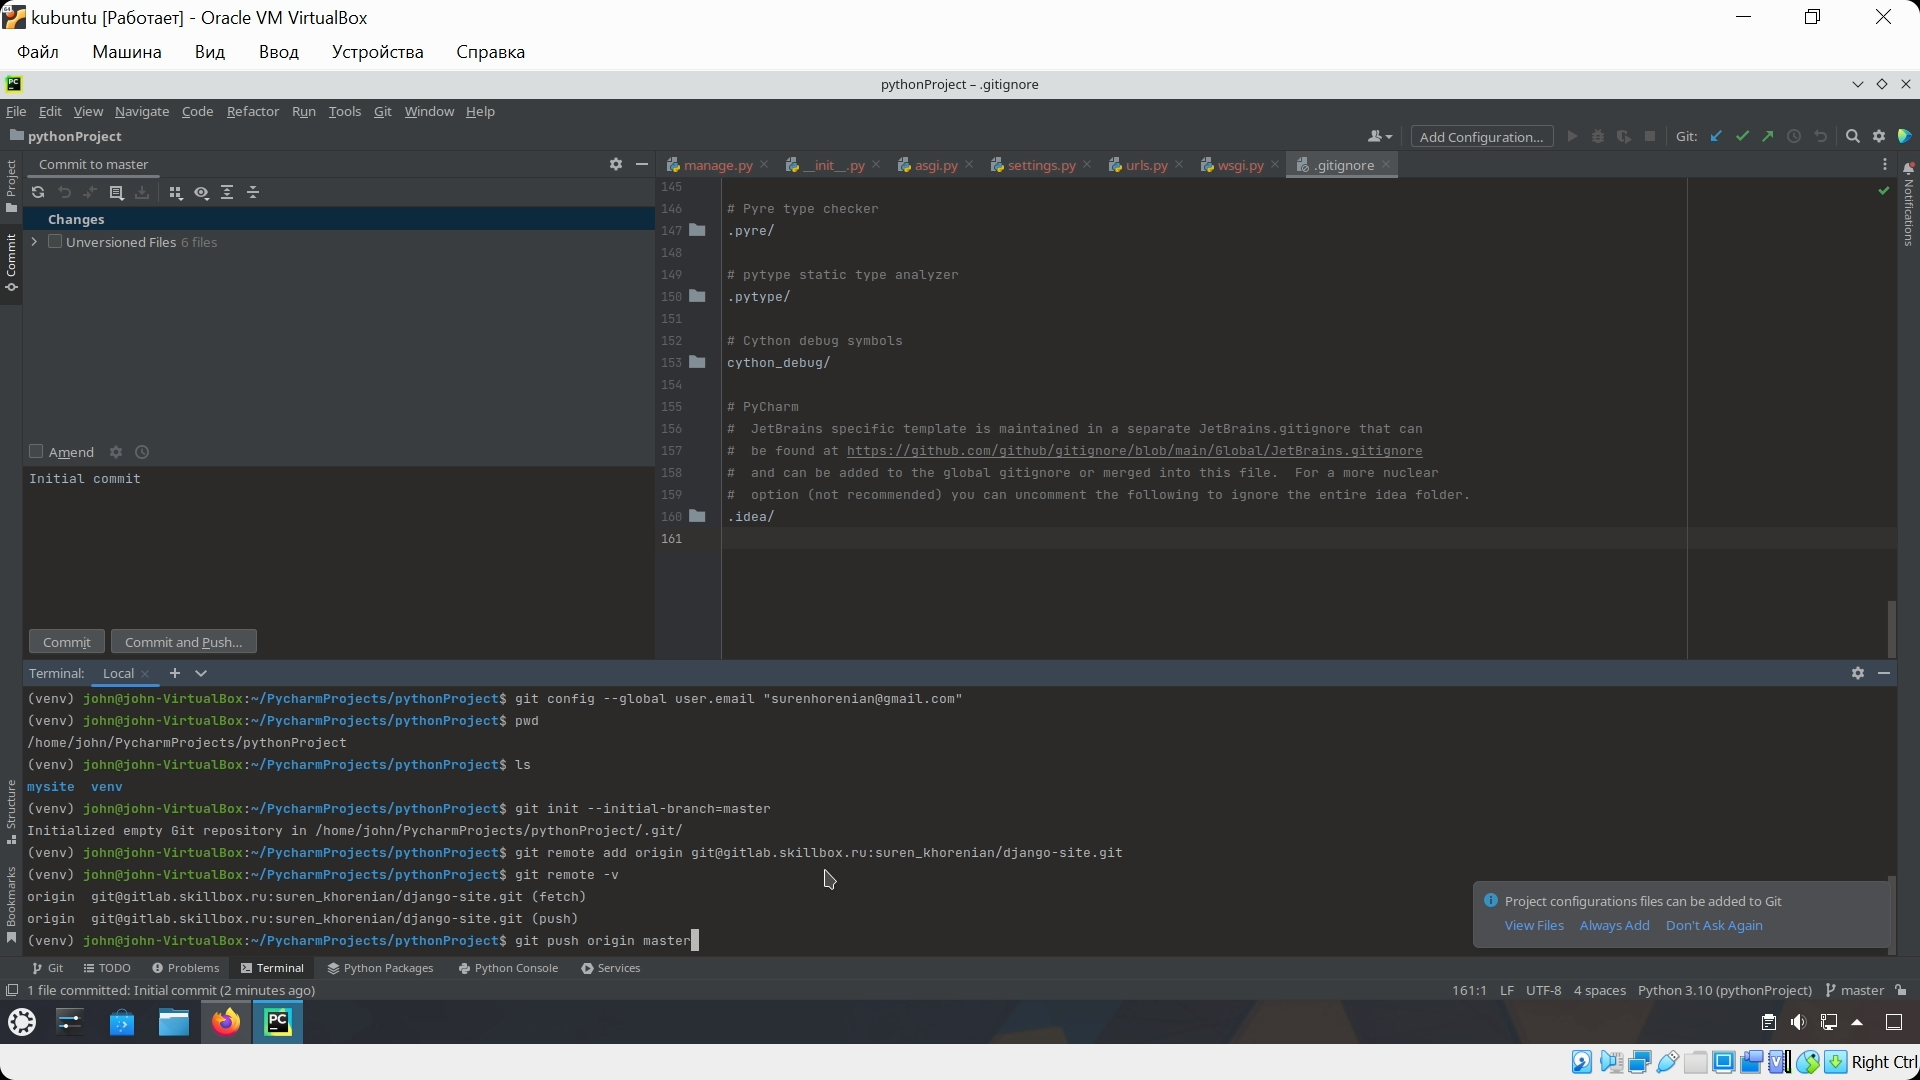 kubuntu [Работает] - Oracle VM VirtualBox
Файл Машина Вид Ввод Устройства Справка
pythonProject – .gitignore
File Edit View Navigate Code Refactor Run Tools Git Window Help
pythonProject
Add Configuration...
Git:
Project
Commit
Structure
Bookmarks
Notifications
Commit to master
Changes
Unversioned Files 6 files
Amend
Initial commit
Commit
Commit and Push...
manage.py __init__.py asgi.py settings.py urls.py wsgi.py .gitignore
145
146 # Pyre type checker
147 .pyre/
148
149 # pytype static type analyzer
150 .pytype/
151
152 # Cython debug symbols
153 cython_debug/
154
155 # PyCharm
156 #  JetBrains specific template is maintained in a separate JetBrains.gitignore that can
157 #  be found at https://github.com/github/gitignore/blob/main/Global/JetBrains.gitignore
158 #  and can be added to the global gitignore or merged into this file.  For a more nuclear
159 #  option (not recommended) you can uncomment the following to ignore the entire idea folder.
160 .idea/
161
Terminal: Local
(venv) john@john-VirtualBox:~/PycharmProjects/pythonProject$ git config --global user.email "surenhorenian@gmail.com"
(venv) john@john-VirtualBox:~/PycharmProjects/pythonProject$ pwd
/home/john/PycharmProjects/pythonProject
(venv) john@john-VirtualBox:~/PycharmProjects/pythonProject$ ls
mysite  venv
(venv) john@john-VirtualBox:~/PycharmProjects/pythonProject$ git init --initial-branch=master
Initialized empty Git repository in /home/john/PycharmProjects/pythonProject/.git/
(venv) john@john-VirtualBox:~/PycharmProjects/pythonProject$ git remote add origin git@gitlab.skillbox.ru:suren_khorenian/django-site.git
(venv) john@john-VirtualBox:~/PycharmProjects/pythonProject$ git remote -v
origin  git@gitlab.skillbox.ru:suren_khorenian/django-site.git (fetch)
origin  git@gitlab.skillbox.ru:suren_khorenian/django-site.git (push)
(venv) john@john-VirtualBox:~/PycharmProjects/pythonProject$ git push origin master
Project configurations files can be added to Git
View Files Always Add Don't Ask Again
Git TODO Problems Terminal Python Packages Python Console Services
1 file committed: Initial commit (2 minutes ago)
161:1 LF UTF-8 4 spaces Python 3.10 (pythonProject) master
Right Ctrl